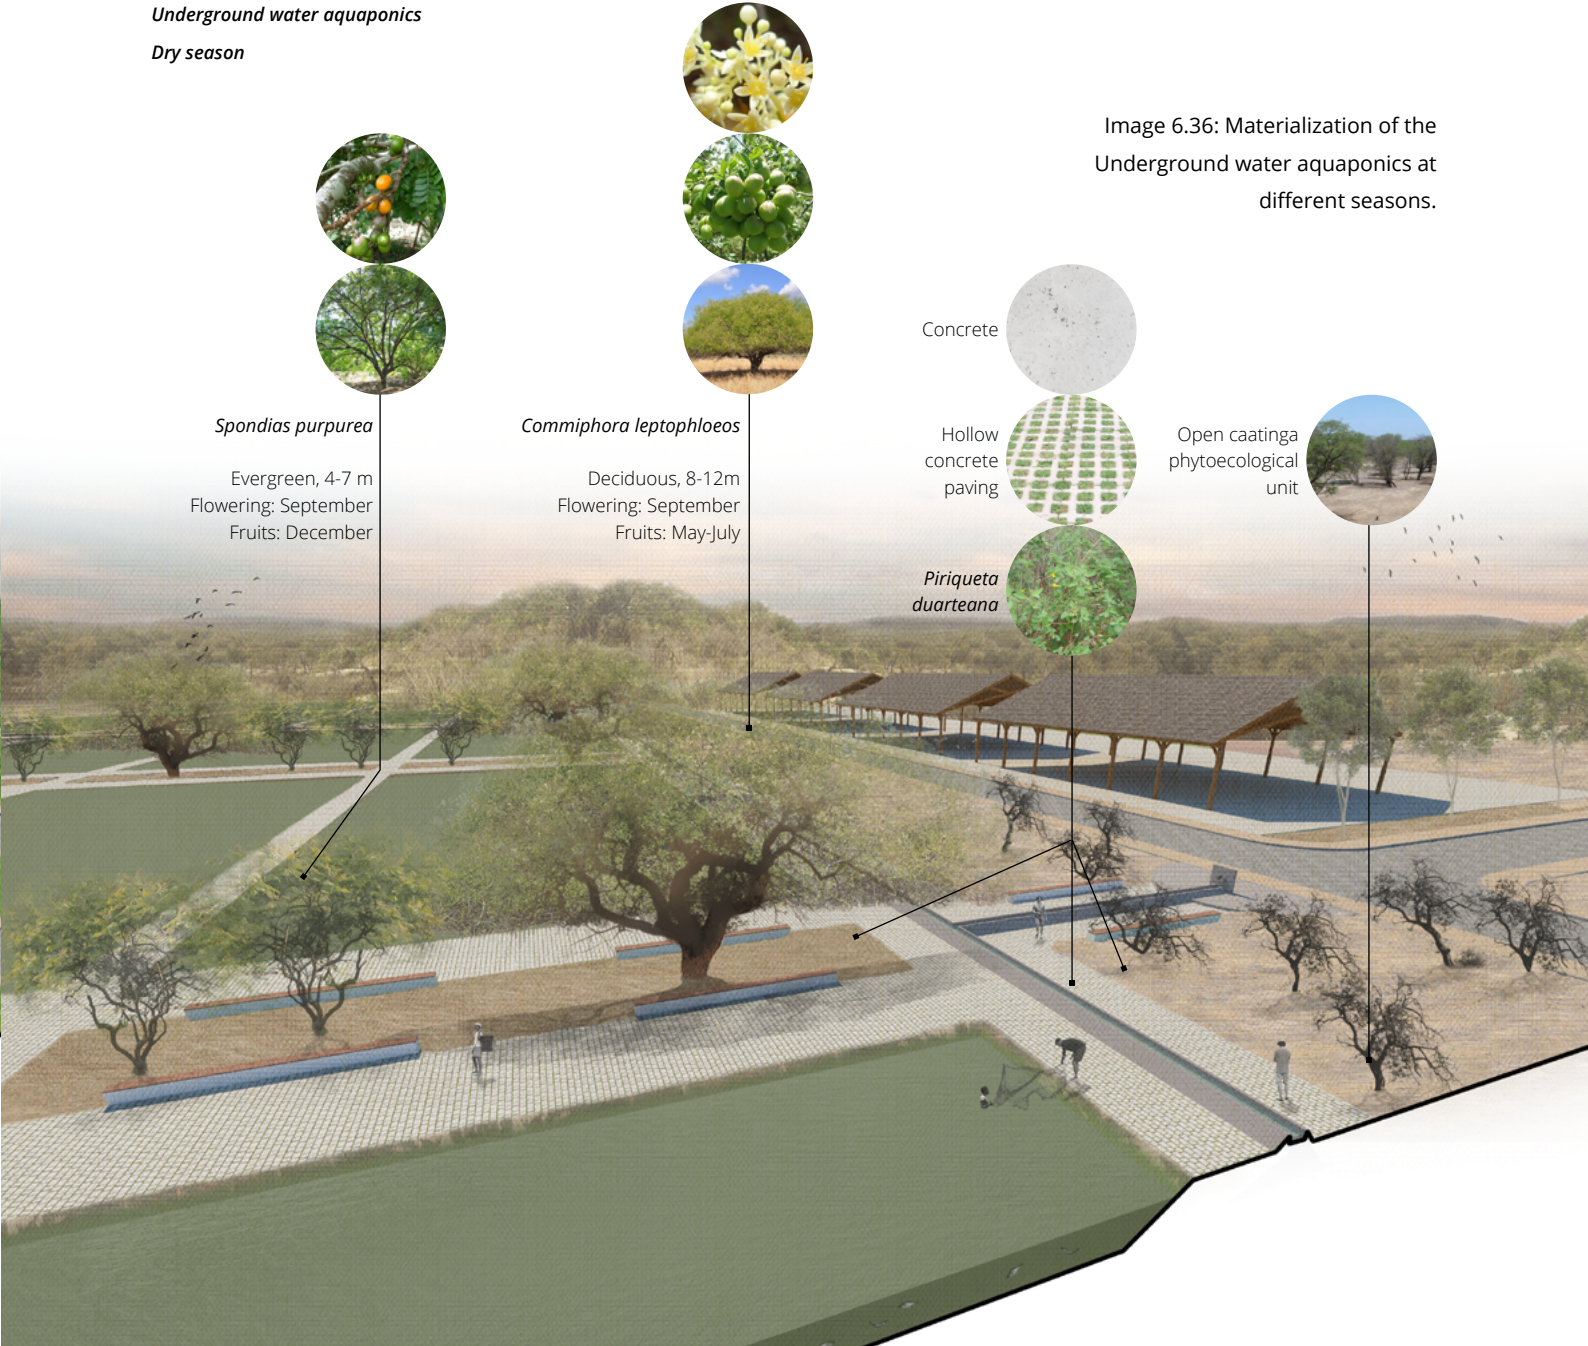 Underground water aquaponics
Dry season
Image 6.36: Materialization of the
Underground water aquaponics at
different seasons.
Spondias purpurea
Evergreen, 4-7 m
Flowering: September
Fruits: December
Commiphora leptophloeos
Deciduous, 8-12m
Flowering: September
Fruits: May-July
Concrete
Hollow
concrete
paving
Piriqueta
duarteana
Open caatinga
phytoecological
unit